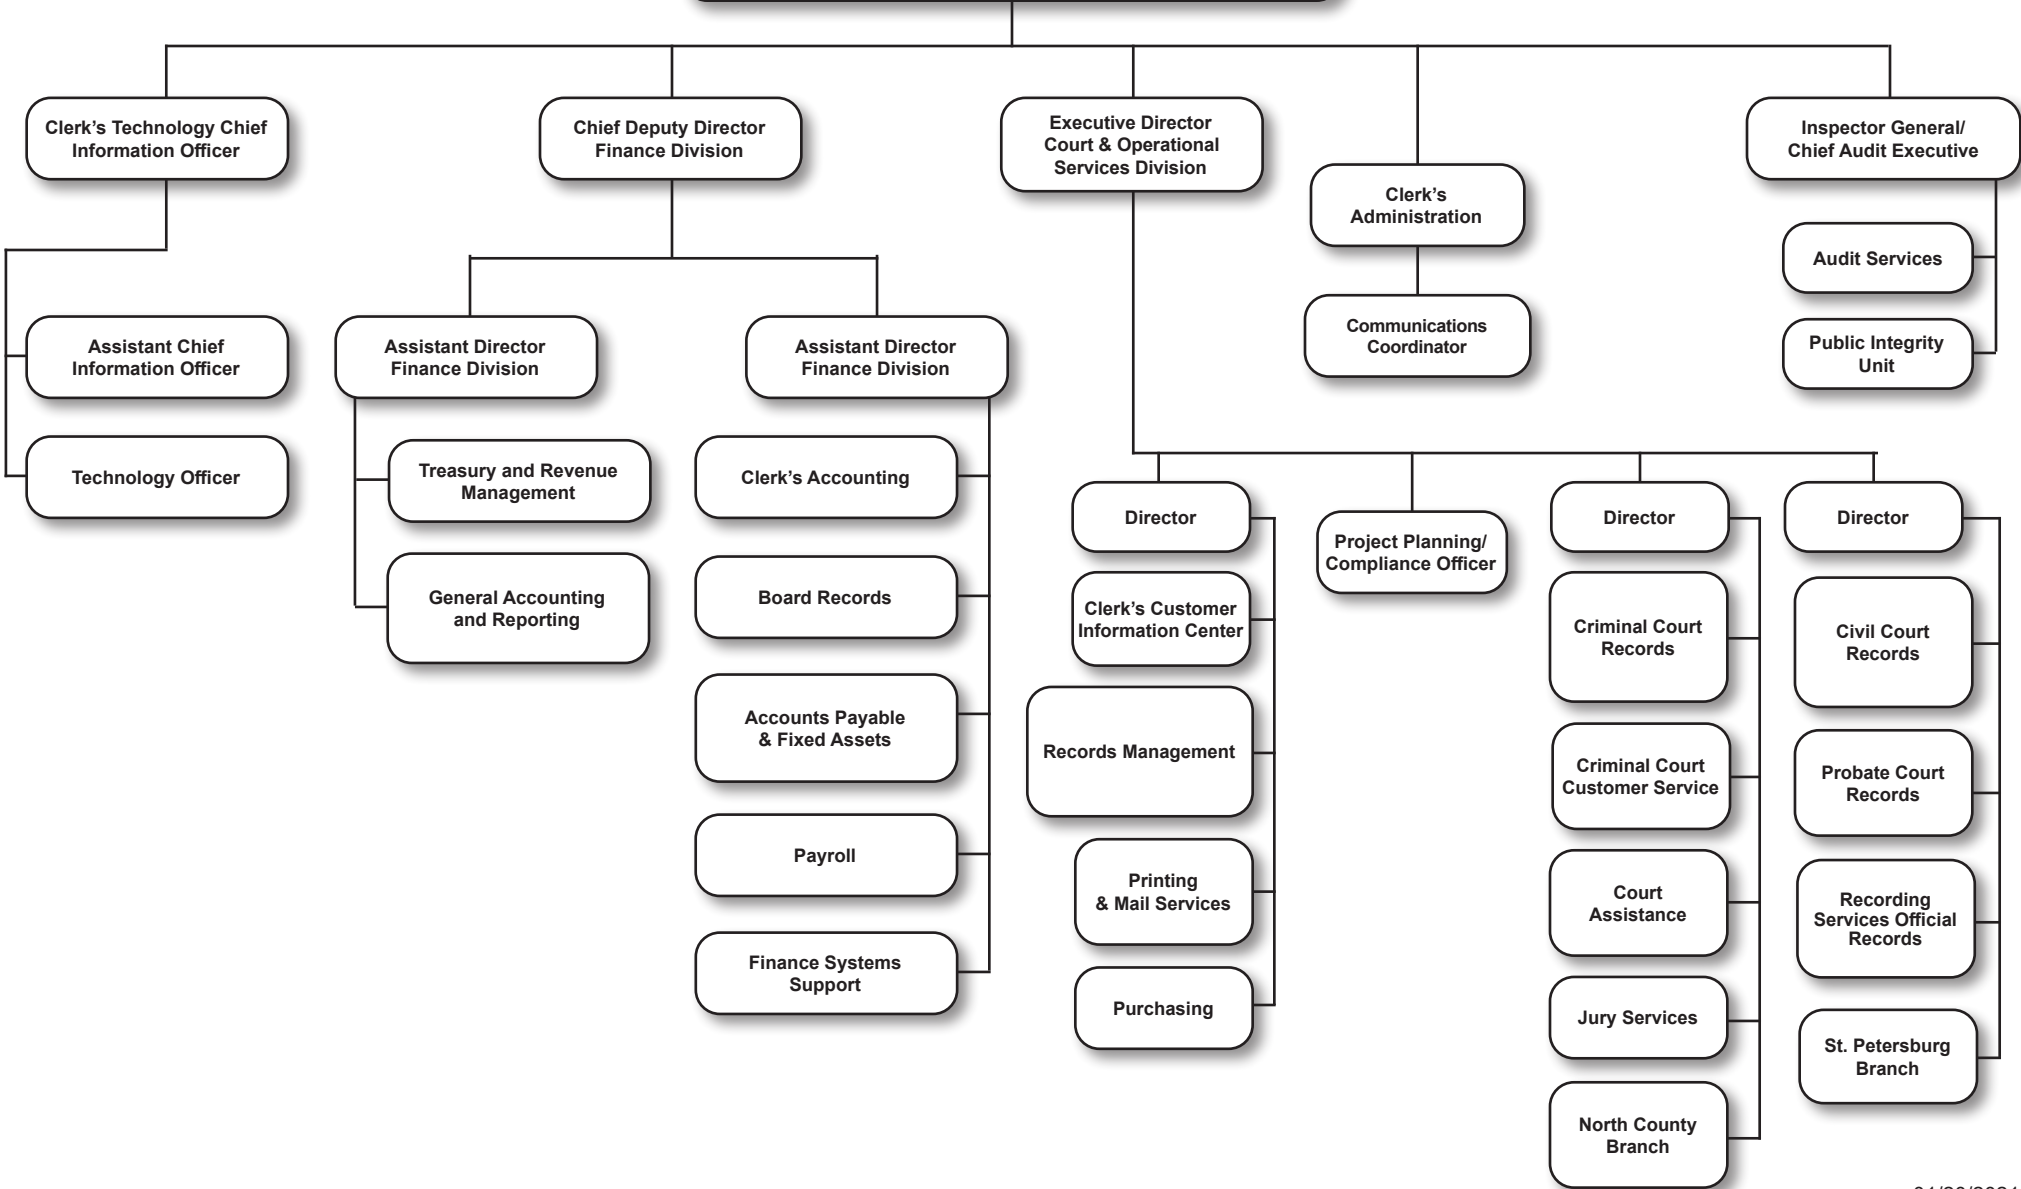 Clerk’s Technology Chief
Information Officer
Chief Deputy Director
Finance Division
Executive Director
Court & Operational
Services Division
Clerk’s
Administration
Inspector General/
Chief Audit Executive
Audit Services
Public Integrity
Unit
Communications
Coordinator
Assistant Chief
Information Officer
Technology Officer
Assistant Director
Finance Division
Treasury and Revenue
Management
General Accounting
and Reporting
Assistant Director
Finance Division
Clerk’s Accounting
Board Records
Accounts Payable
& Fixed Assets
Payroll
Finance Systems
Support
Director
Clerk’s Customer
Information Center
Records Management
Printing
& Mail Services
Purchasing
Project Planning/
Compliance Officer
Director
Criminal Court
Records
Criminal Court
Customer Service
Court
Assistance
Jury Services
North County
Branch
Director
Civil Court
Records
Probate Court
Records
Recording
Services Official
Records
St. Petersburg
Branch